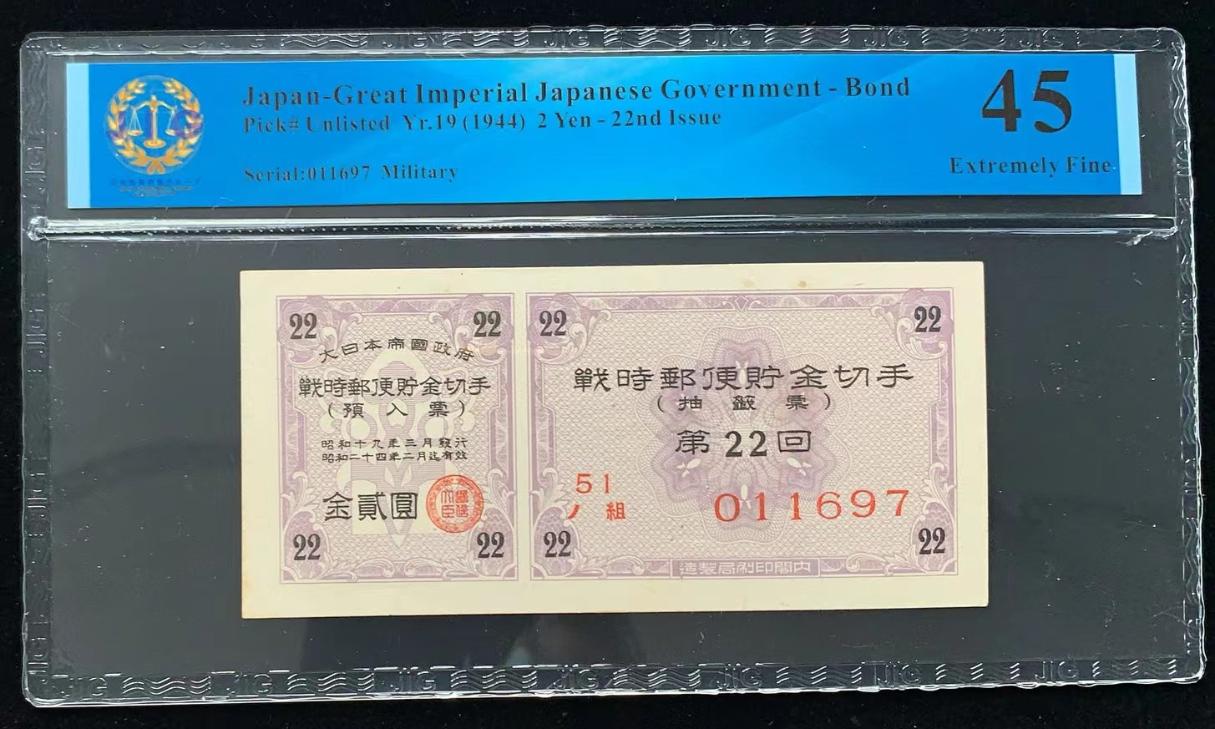 Japan-Great Imperial Japanese Government - Bond
Pick# Unlisted Yr.19 (1944) 2 Yen - 22nd Issue
Serial:011697 Military
45
Extremely Fine
22 22
大日本帝國政府
戰時郵便貯金切手
(預入票)
昭和十九年三月發行
昭和二十四年二月迄有效
金貳圓
22 22
22 22
戰時郵便貯金切手
(抽籤票)
第22回
51
ノ組
011697
22 22
造製局刷印閣内